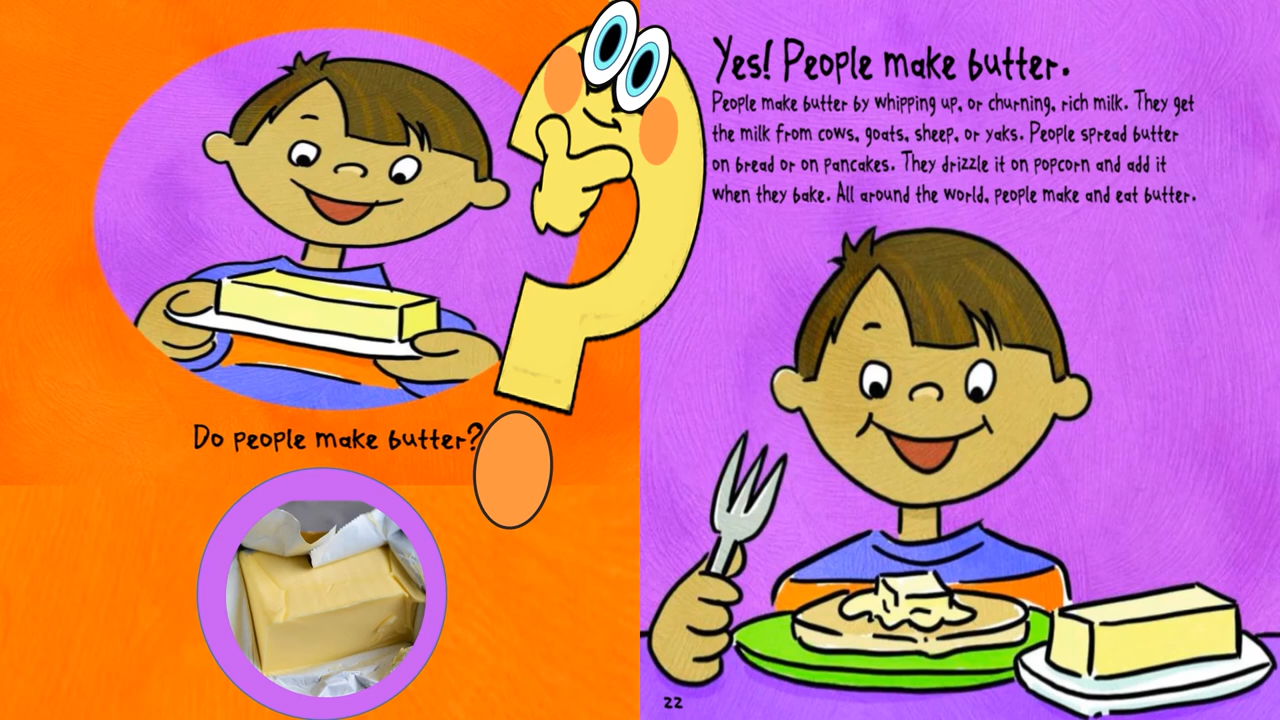 Do people make butter?
Yes! People make butter.
People make butter by whipping up, or churning, rich milk. They get
the milk from cows, goats, sheep, or yaks. People spread butter
on bread or on pancakes. They drizzle it on popcorn and add it
when they bake. All around the world, people make and eat butter.
22